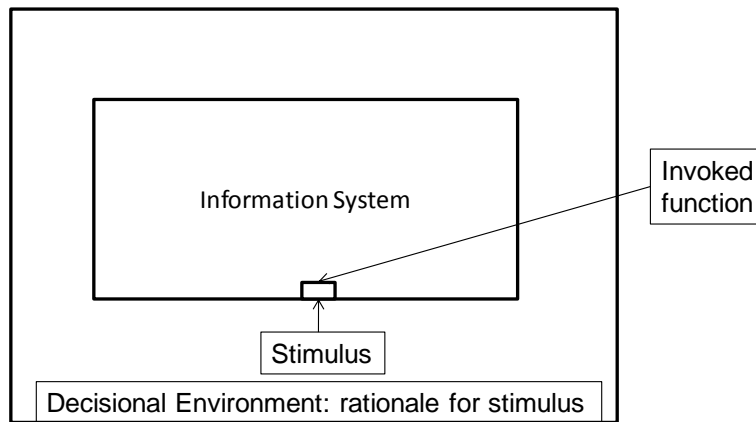 Information System
Invoked
function
Stimulus
Decisional Environment: rationale for stimulus